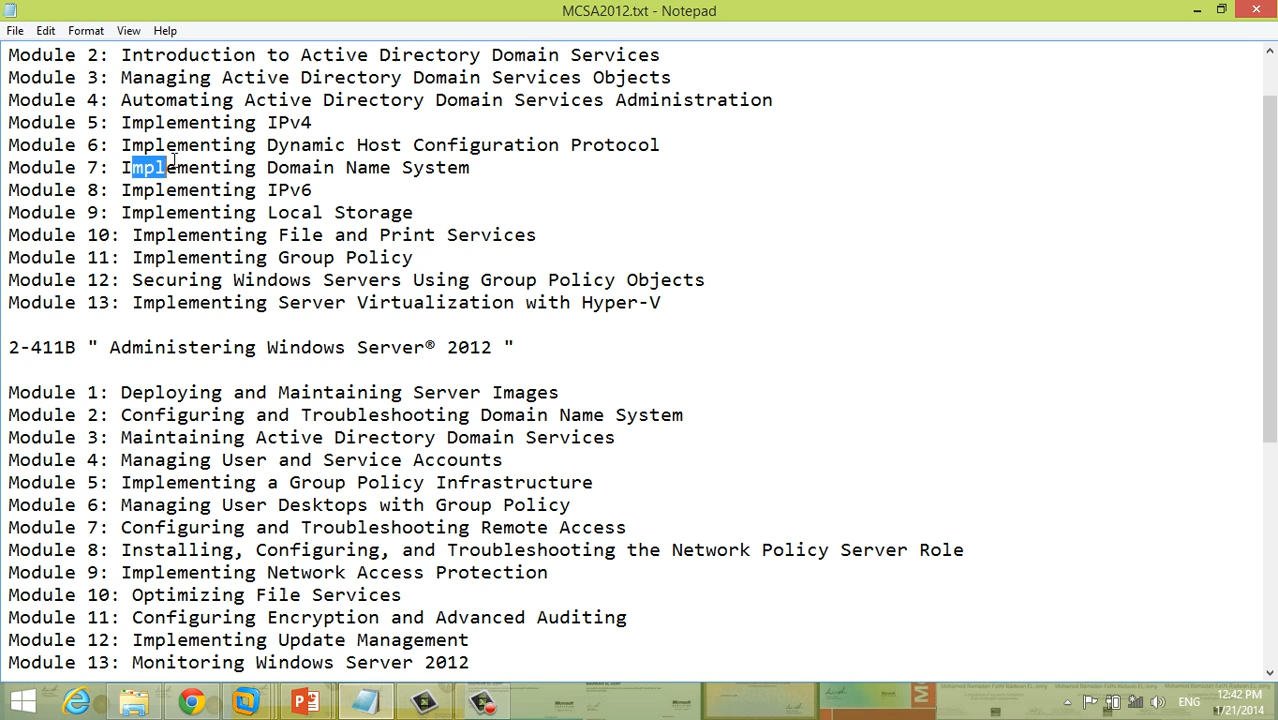 MCSA2012.txt - Notepad
File Edit Format View Help
Module 2: Introduction to Active Directory Domain Services
Module 3: Managing Active Directory Domain Services Objects
Module 4: Automating Active Directory Domain Services Administration
Module 5: Implementing IPv4
Module 6: Implementing Dynamic Host Configuration Protocol
Module 7: Implementing Domain Name System
Module 8: Implementing IPv6
Module 9: Implementing Local Storage
Module 10: Implementing File and Print Services
Module 11: Implementing Group Policy
Module 12: Securing Windows Servers Using Group Policy Objects
Module 13: Implementing Server Virtualization with Hyper-V
2-411B " Administering Windows Server® 2012 "
Module 1: Deploying and Maintaining Server Images
Module 2: Configuring and Troubleshooting Domain Name System
Module 3: Maintaining Active Directory Domain Services
Module 4: Managing User and Service Accounts
Module 5: Implementing a Group Policy Infrastructure
Module 6: Managing User Desktops with Group Policy
Module 7: Configuring and Troubleshooting Remote Access
Module 8: Installing, Configuring, and Troubleshooting the Network Policy Server Role
Module 9: Implementing Network Access Protection
Module 10: Optimizing File Services
Module 11: Configuring Encryption and Advanced Auditing
Module 12: Implementing Update Management
Module 13: Monitoring Windows Server 2012
ENG
12:42 PM
1/21/2014